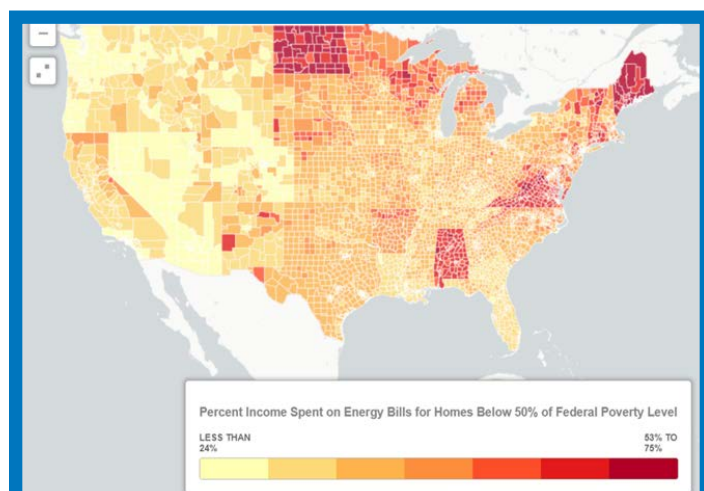 Percent Income Spent on Energy Bills for Homes Below 50% of Federal Poverty Level
LESS THAN
24%
53% TO
75%